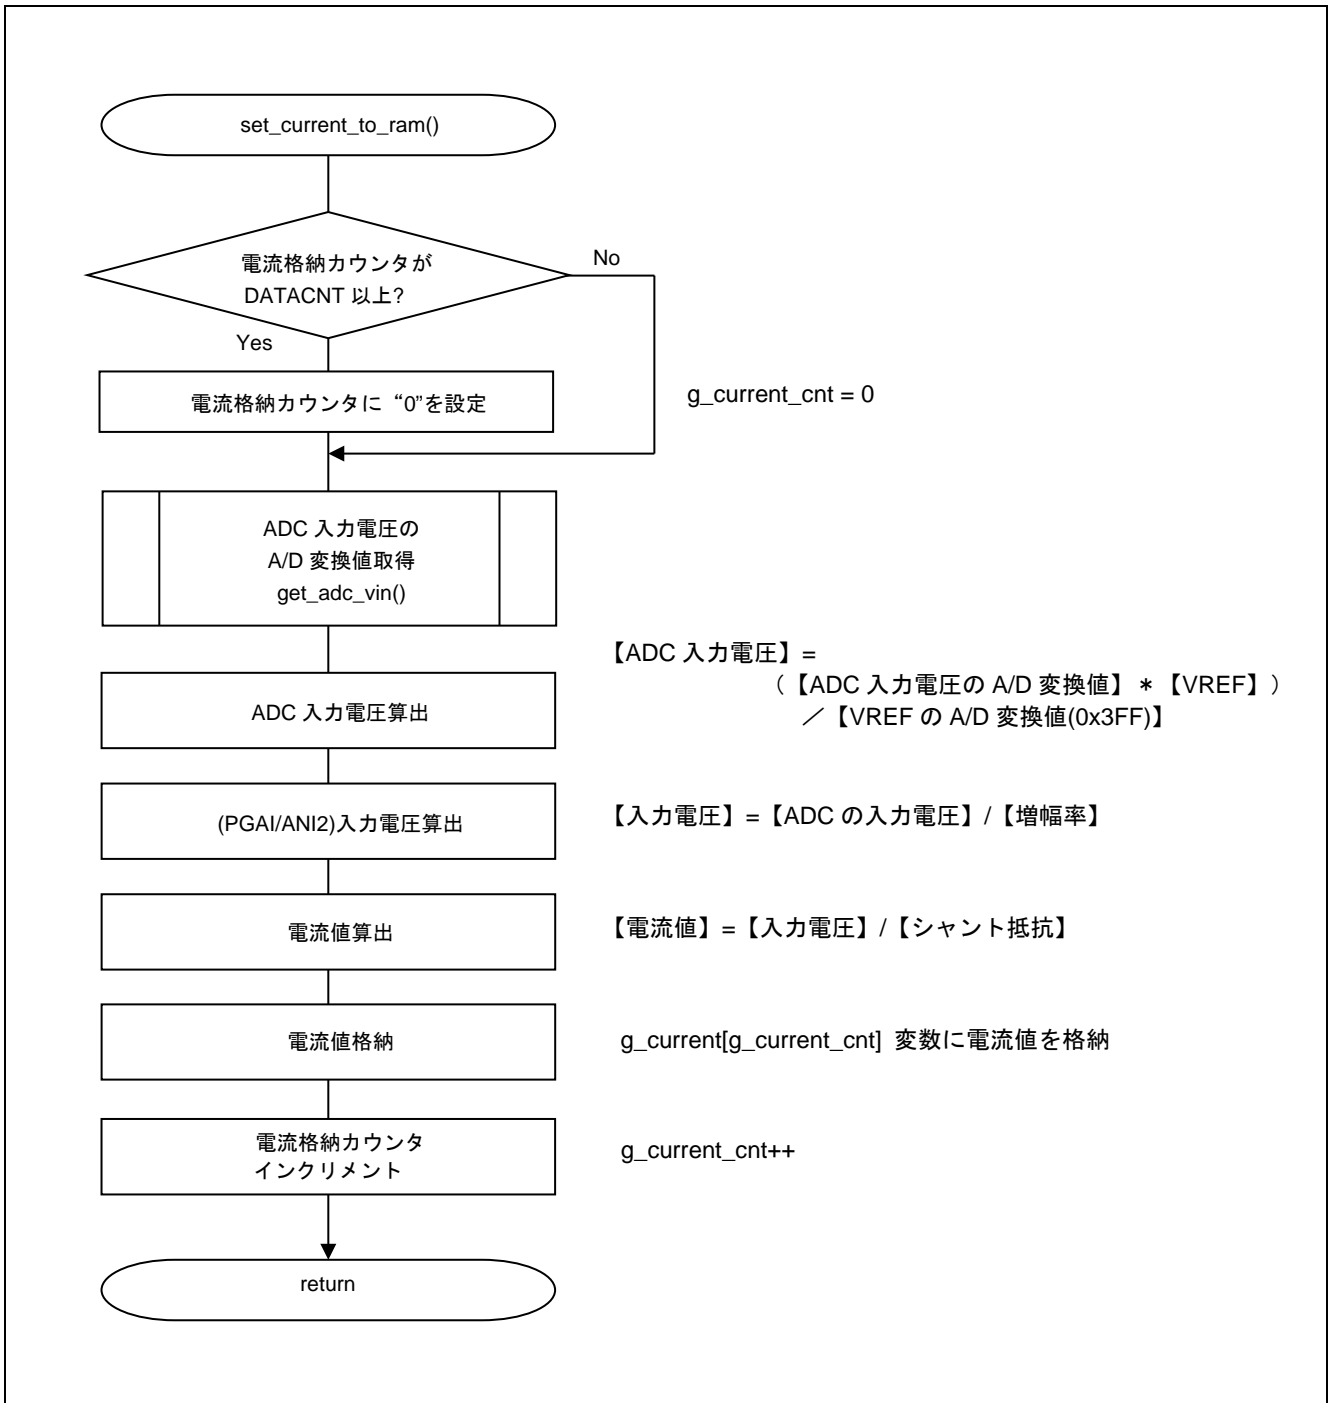 set_current_to_ram()
電流格納カウンタが
DATACNT 以上?
No
Yes
電流格納カウンタに“0”を設定
g_current_cnt = 0
ADC 入力電圧の
A/D 変換値取得
get_adc_vin()
【ADC 入力電圧】=
（【ADC 入力電圧の A/D 変換値】＊【VREF】）
／【VREF の A/D 変換値(0x3FF)】
ADC 入力電圧算出
(PGAI/ANI2)入力電圧算出
【入力電圧】=【ADC の入力電圧】/【増幅率】
電流値算出
【電流値】=【入力電圧】/【シャント抵抗】
電流値格納
g_current[g_current_cnt] 変数に電流値を格納
電流格納カウンタ
インクリメント
g_current_cnt++
return